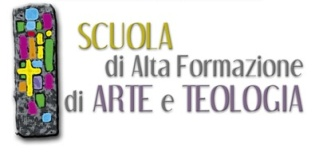 SCUOLA
di Alta Formazione
di ARTE e TEOLOGIA